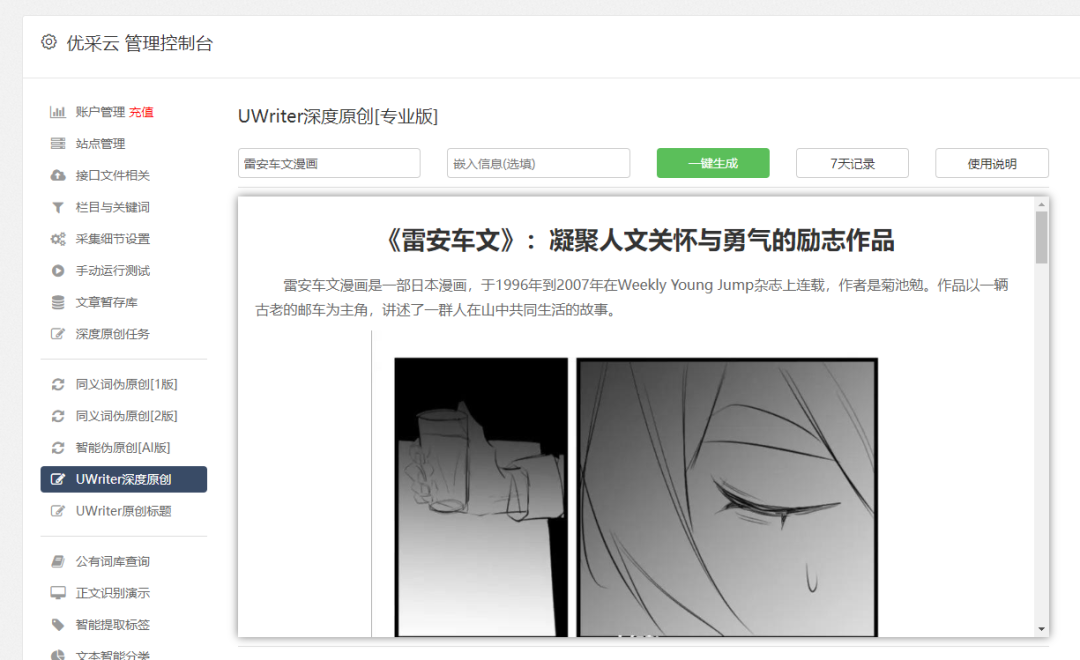 优采云 管理控制台
账户管理 充值
站点管理
接口文件相关
栏目与关键词
采集细节设置
手动运行测试
文章暂存库
深度原创任务
同义词伪原创[1版]
同义词伪原创[2版]
智能伪原创[AI版]
UWriter深度原创
UWriter原创标题
公有词库查询
正文识别演示
智能提取标签
文本智能分类
UWriter深度原创[专业版]
雷安车文漫画
嵌入信息(选填)
一键生成
7天记录
使用说明
《雷安车文》：凝聚人文关怀与勇气的励志作品
雷安车文漫画是一部日本漫画，于1996年到2007年在Weekly Young Jump杂志上连载，作者是菊池勉。作品以一辆
古老的邮车为主角，讲述了一群人在山中共同生活的故事。